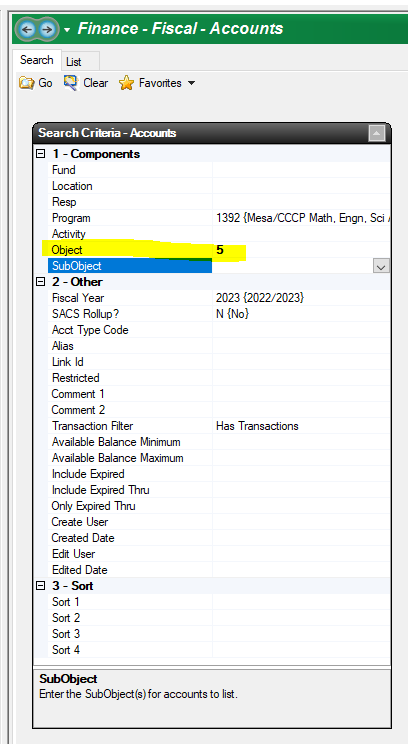 Finance - Fiscal - Accounts
Search List
Go Clear Favorites
Search Criteria - Accounts
1 - Components
Fund
Location
Resp
Program 1392 {Mesa/CCCP Math, Engn, Sci /
Activity
Object 5
SubObject
2 - Other
Fiscal Year 2023 {2022/2023}
SACS Rollup? N {No}
Acct Type Code
Alias
Link Id
Restricted
Comment 1
Comment 2
Transaction Filter Has Transactions
Available Balance Minimum
Available Balance Maximum
Include Expired
Include Expired Thru
Only Expired Thru
Create User
Created Date
Edit User
Edited Date
3 - Sort
Sort 1
Sort 2
Sort 3
Sort 4
SubObject
Enter the SubObject(s) for accounts to list.